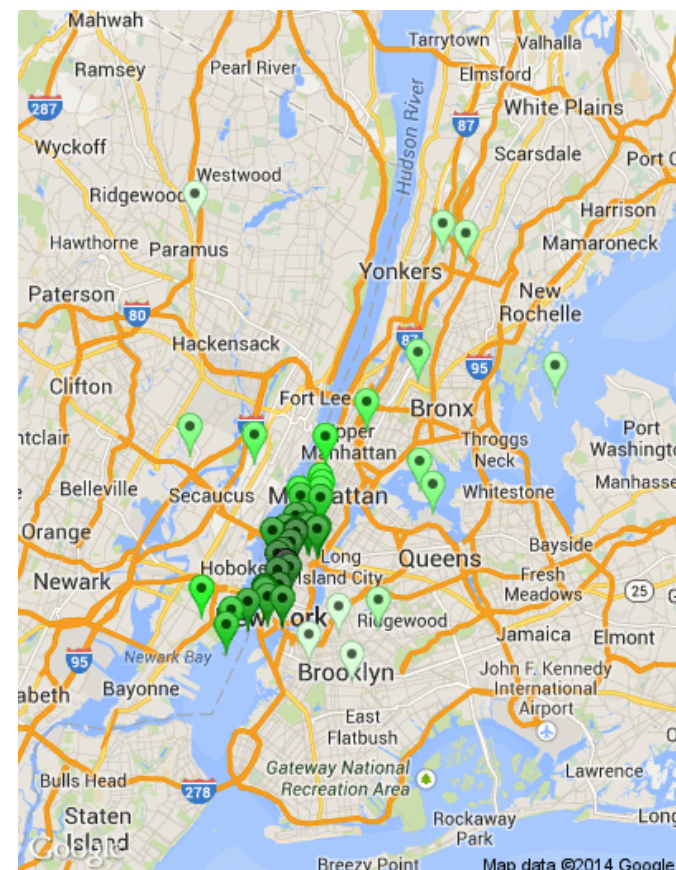 Mahwah
Tarrytown
Valhalla
Ramsey
Pearl River
Elmsford
287
White Plains
87
Hudson River
Wyckoff
Scarsdale
Port C
Westwood
Ridgewood
Harrison
Hawthorne
Paramus
Mamaroneck
Yonkers
Paterson
New
Rochelle
80
Hackensack
87
95
Clifton
Fort Lee
Bronx
Upper
Manhattan
Port
Washingto
ntclair
Throggs
Neck
Manhasse
Belleville
Secaucus
Manhattan
Whitestone
Orange
Long
Island City
Queens
Bayside
Hoboke
Newark
Fresh
Meadows
25
G
New York
Ridgewood
Jamaica
Elmont
95
Newark Bay
Brooklyn
John F. Kennedy
International
Airport
abeth
Bayonne
East
Flatbush
Bulls Head
278
Gateway National
Recreation Area
Lawrence
Staten
Island
Rockaway
Park
Long
Google
Breezy Point
Map data ©2014 Google